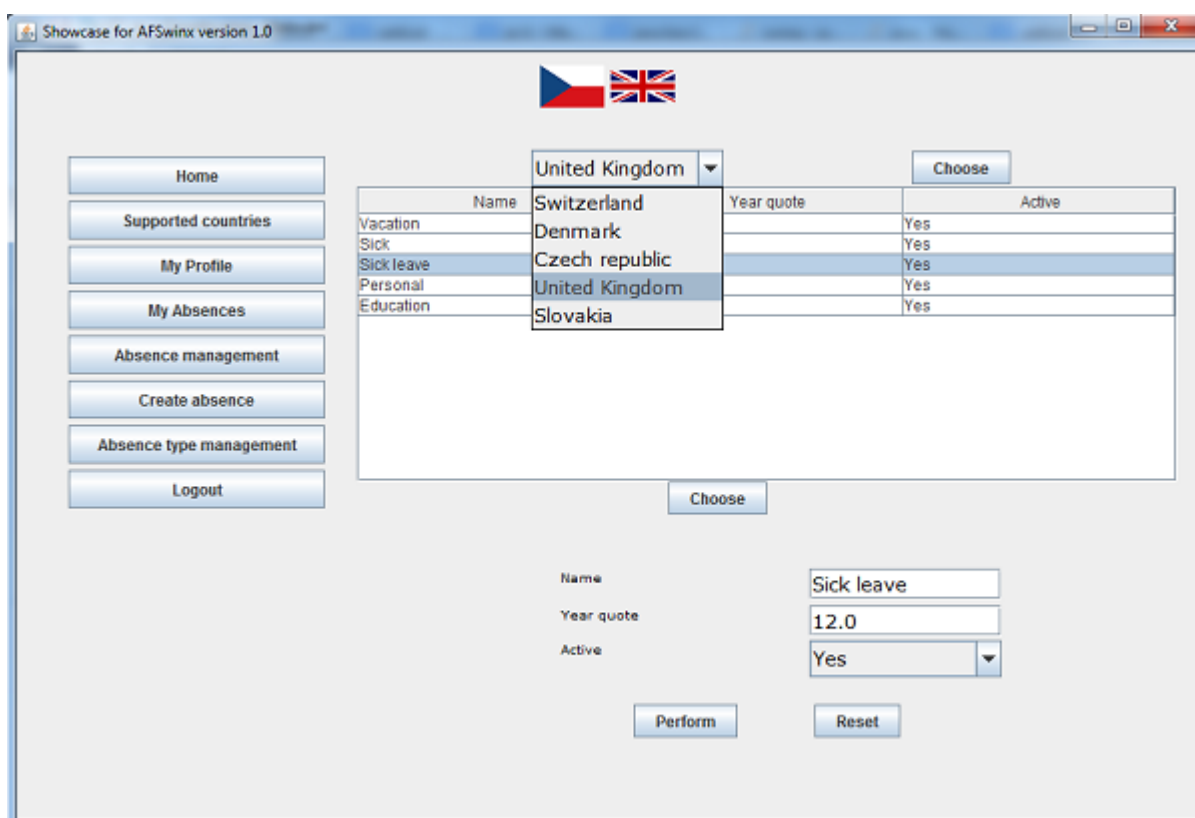 Showcase for AFSwinx version 1.0
United Kingdom
Choose
Home
Supported countries
My Profile
My Absences
Absence management
Create absence
Absence type management
Logout
Name Year quote Active
Vacation Yes
Sick Yes
Sick leave Yes
Personal Yes
Education Yes
Switzerland
Denmark
Czech republic
United Kingdom
Slovakia
Choose
Name Sick leave
Year quote 12.0
Active Yes
Perform Reset